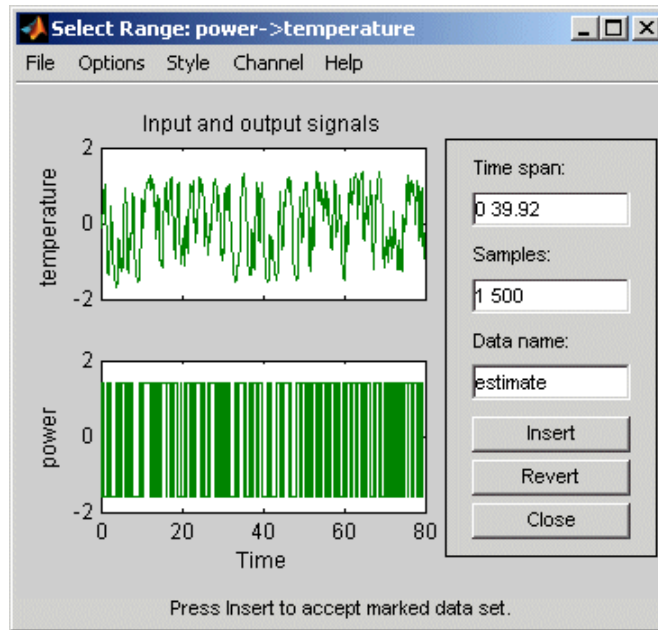 Select Range: power->temperature
File Options Style Channel Help
Input and output signals
2
0
-2
temperature
2
0
-2
power
0 20 40 60 80
Time
Time span:
0 39.92
Samples:
1 500
Data name:
estimate
Insert
Revert
Close
Press Insert to accept marked data set.